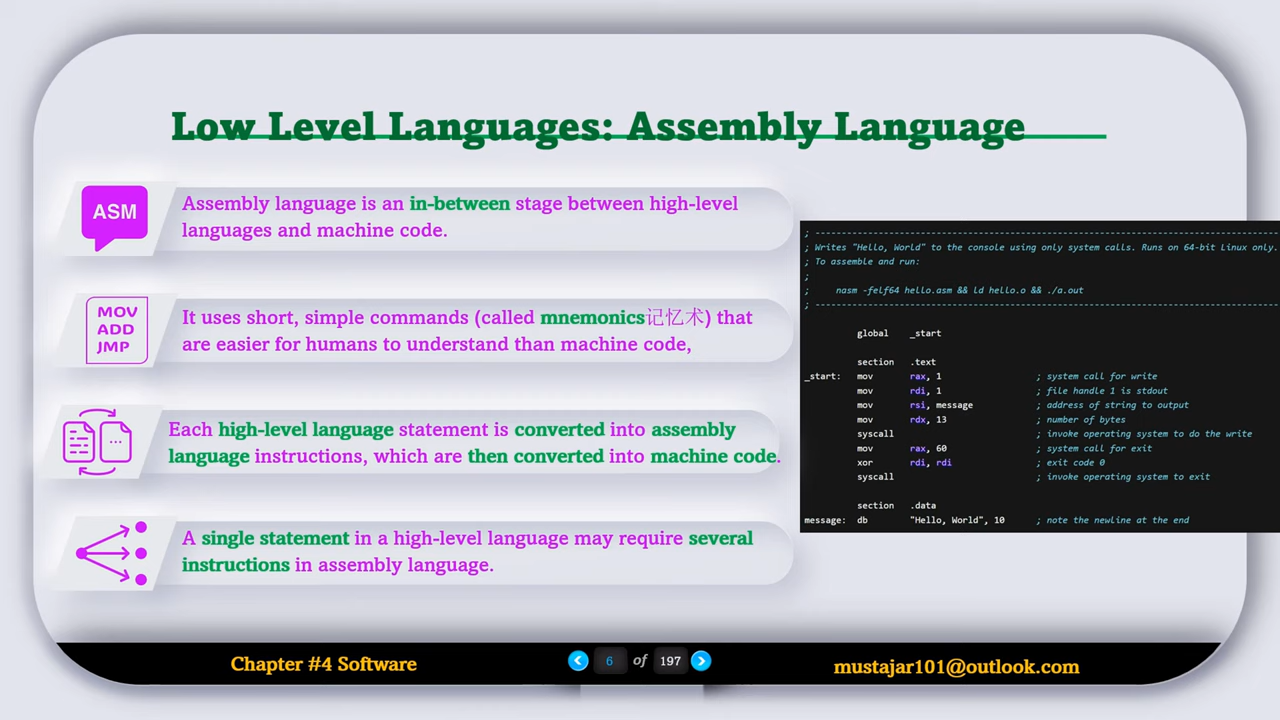 Low Level Languages: Assembly Language
ASM
Assembly language is an in-between stage between high-level
languages and machine code.
MOV
ADD
JMP
It uses short, simple commands (called mnemonics记忆术) that
are easier for humans to understand than machine code,
Each high-level language statement is converted into assembly
language instructions, which are then converted into machine code.
A single statement in a high-level language may require several
instructions in assembly language.
; ----------------------------------------------------------------------------------------
; Writes "Hello, World" to the console using only system calls. Runs on 64-bit Linux only.
; To assemble and run:
;
;     nasm -felf64 hello.asm && ld hello.o && ./a.out
; ----------------------------------------------------------------------------------------
global    _start
section   .text
_start:   mov       rax, 1                  ; system call for write
mov       rdi, 1                  ; file handle 1 is stdout
mov       rsi, message            ; address of string to output
mov       rdx, 13                 ; number of bytes
syscall                           ; invoke operating system to do the write
mov       rax, 60                 ; system call for exit
xor       rdi, rdi                ; exit code 0
syscall                           ; invoke operating system to exit
section   .data
message:  db        "Hello, World", 10      ; note the newline at the end
Chapter #4 Software
6 of 197
mustajar101@outlook.com